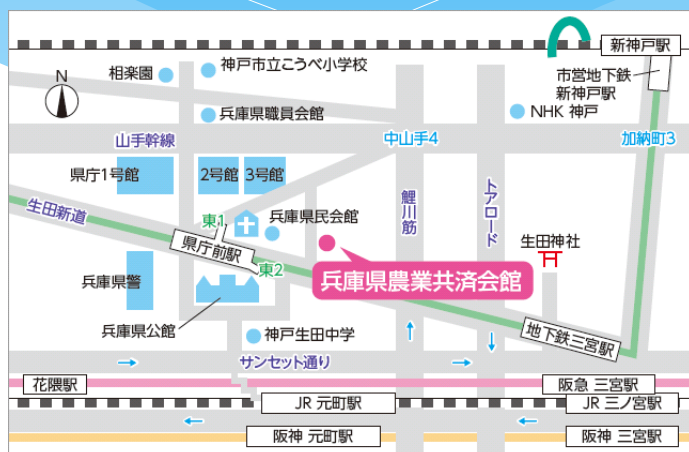 新神戸駅
N
相楽園
神戸市立こうべ小学校
市営地下鉄
新神戸駅
兵庫県職員会館
NHK 神戸
山手幹線
中山手4
加納町3
県庁1号館
2号館
3号館
生田新道
鯉川筋
トアロード
東1
兵庫県民会館
生田神社
県庁前駅
東2
兵庫県農業共済会館
兵庫県警
兵庫県公館
神戸生田中学
地下鉄三宮駅
サンセット通り
花隈駅
阪急 三宮駅
JR 元町駅
JR 三ノ宮駅
阪神 元町駅
阪神 三宮駅